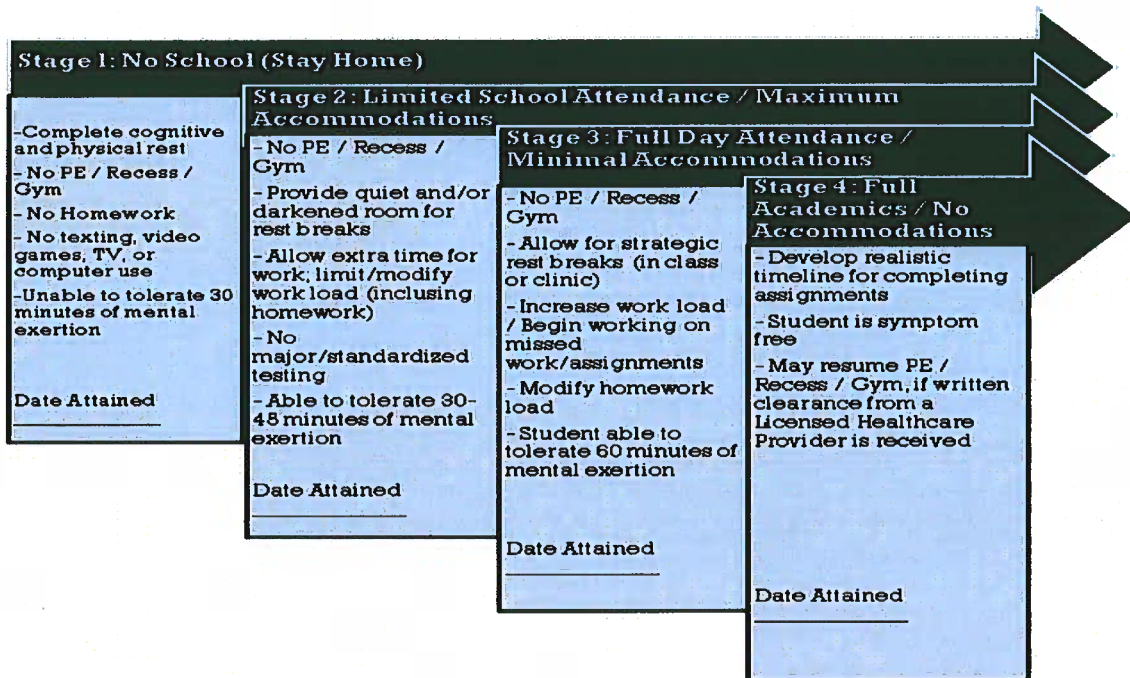 Stage 1: No School (Stay Home)
-Complete cognitive
and physical rest
- No PE / Recess /
Gym
- No Homework
- No texting, video
games, TV, or
computer use
-Unable to tolerate 30
minutes of mental
exertion
Date Attained
Stage 2: Limited School Attendance / Maximum
Accommodations
- No PE / Recess /
Gym
- Provide quiet and/or
darkened room for
rest breaks
- Allow extra time for
work, limit/modify
work load (inclusing
homework)
- No
major/standardized
testing
- Able to tolerate 30-
45 minutes of mental
exertion
Date Attained
Stage 3: Full Day Attendance /
Minimal Accommodations
- No PE / Recess /
Gym
- Allow for strategic
rest breaks (in class
or clinic)
- Increase work load
/ Begin working on
missed
work/assignments
- Modify homework
load
- Student able to
tolerate 60 minutes of
mental exertion
Date Attained
Stage 4: Full
Academics / No
Accommodations
- Develop realistic
timeline for completing
assignments
- Student is symptom
free
- May resume PE /
Recess / Gym, if written
clearance from a
Licensed Healthcare
Provider is received
Date Attained